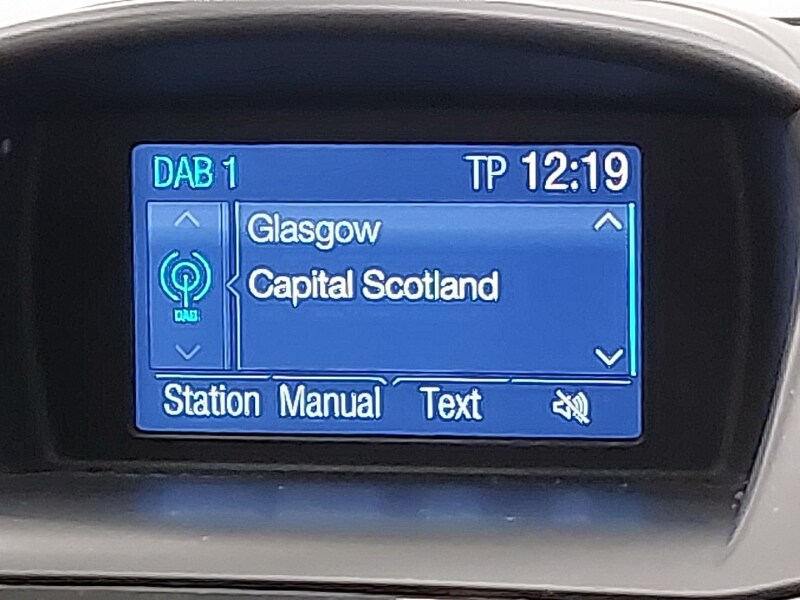 DAB 1 TP 12:19
Glasgow
DAB
Capital Scotland
Station Manual Text